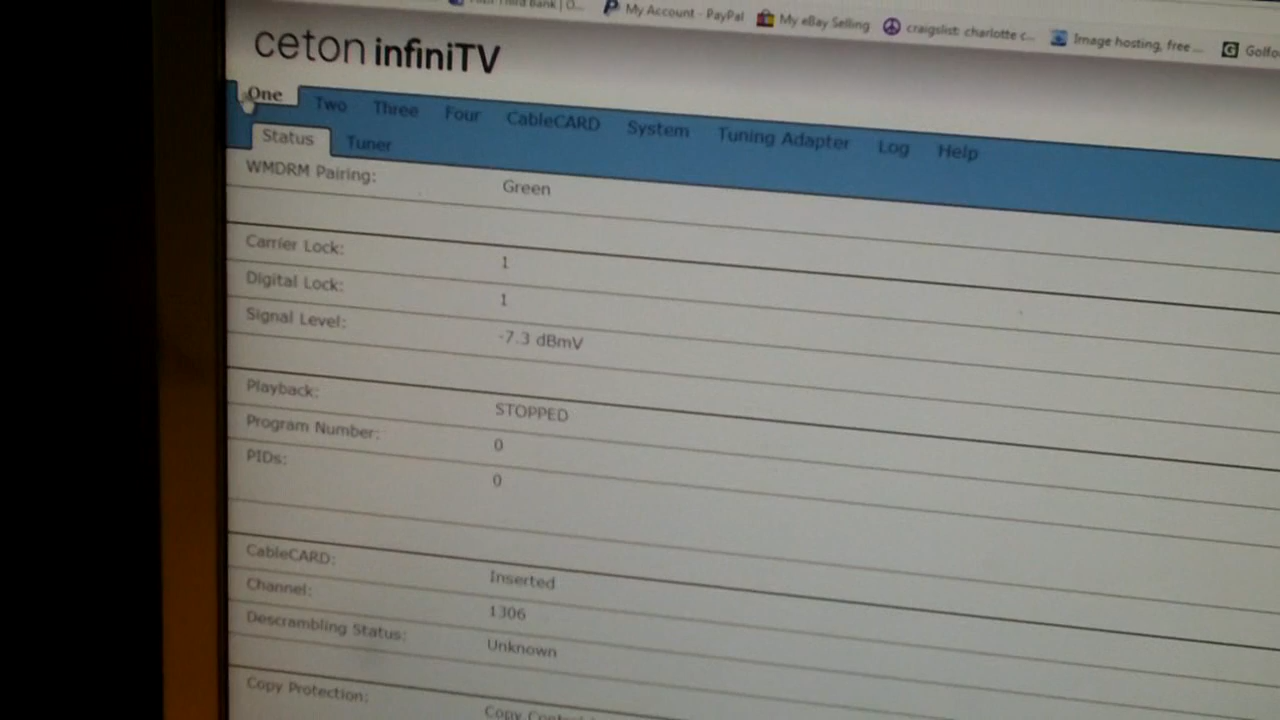 My Account - PayPal My eBay Selling craigslist: charlotte c... Image hosting, free ...
ceton infiniTV
One Two Three Four CableCARD System Tuning Adapter Log Help
Status Tuner
WMDRM Pairing: Green
Carrier Lock: 1
Digital Lock: 1
Signal Level: -7.3 dBmV
Playback: STOPPED
Program Number: 0
PIDs: 0
CableCARD: Inserted
Channel: 1306
Descrambling Status: Unknown
Copy Protection: Copy